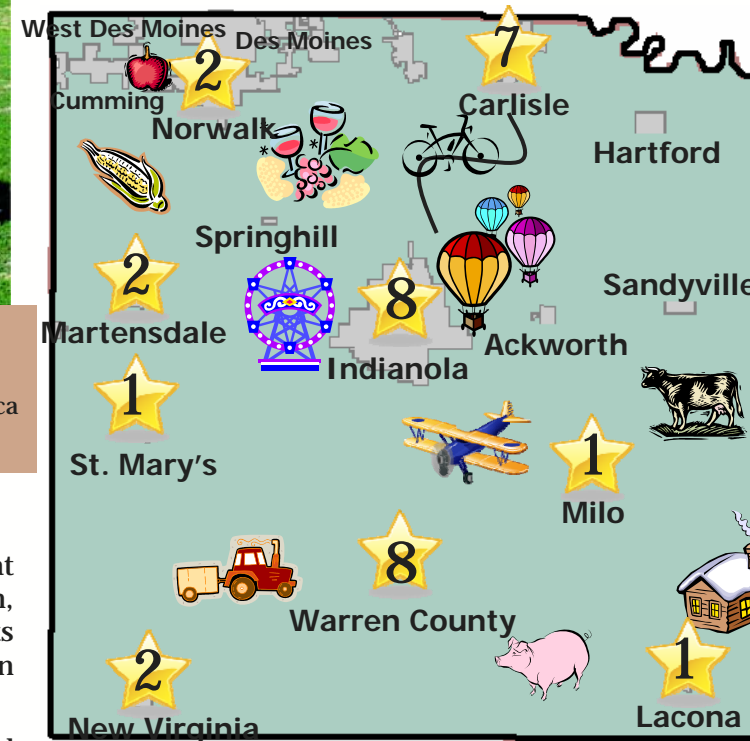 West Des Moines
Des Moines
2
7
Cumming
Norwalk
Carlisle
Hartford
Springhill
2
8
Sandyville
Martensdale
Ackworth
Indianola
ca
1
St. Mary's
1
Milo
8
Warren County
n
2
1
Lacona
New Virginia